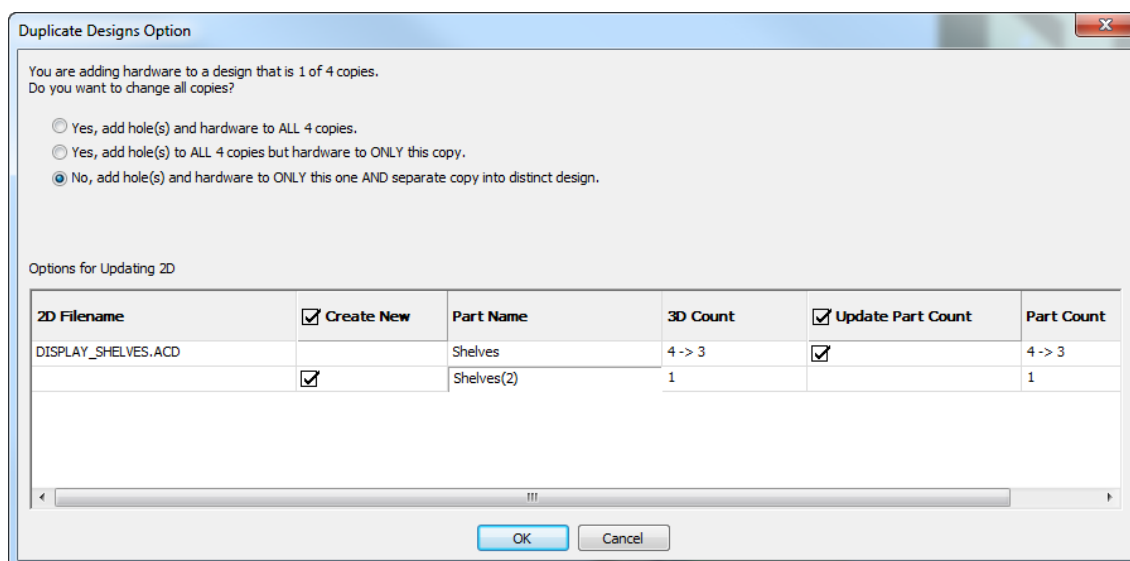 Duplicate Designs Option
You are adding hardware to a design that is 1 of 4 copies.
Do you want to change all copies?
Yes, add hole(s) and hardware to ALL 4 copies.
Yes, add hole(s) to ALL 4 copies but hardware to ONLY this copy.
No, add hole(s) and hardware to ONLY this one AND separate copy into distinct design.
Options for Updating 2D
2D Filename Create New Part Name 3D Count Update Part Count Part Count
DISPLAY_SHELVES.ACD Shelves 4 -> 3 4 -> 3
Shelves(2) 1 1
OK Cancel